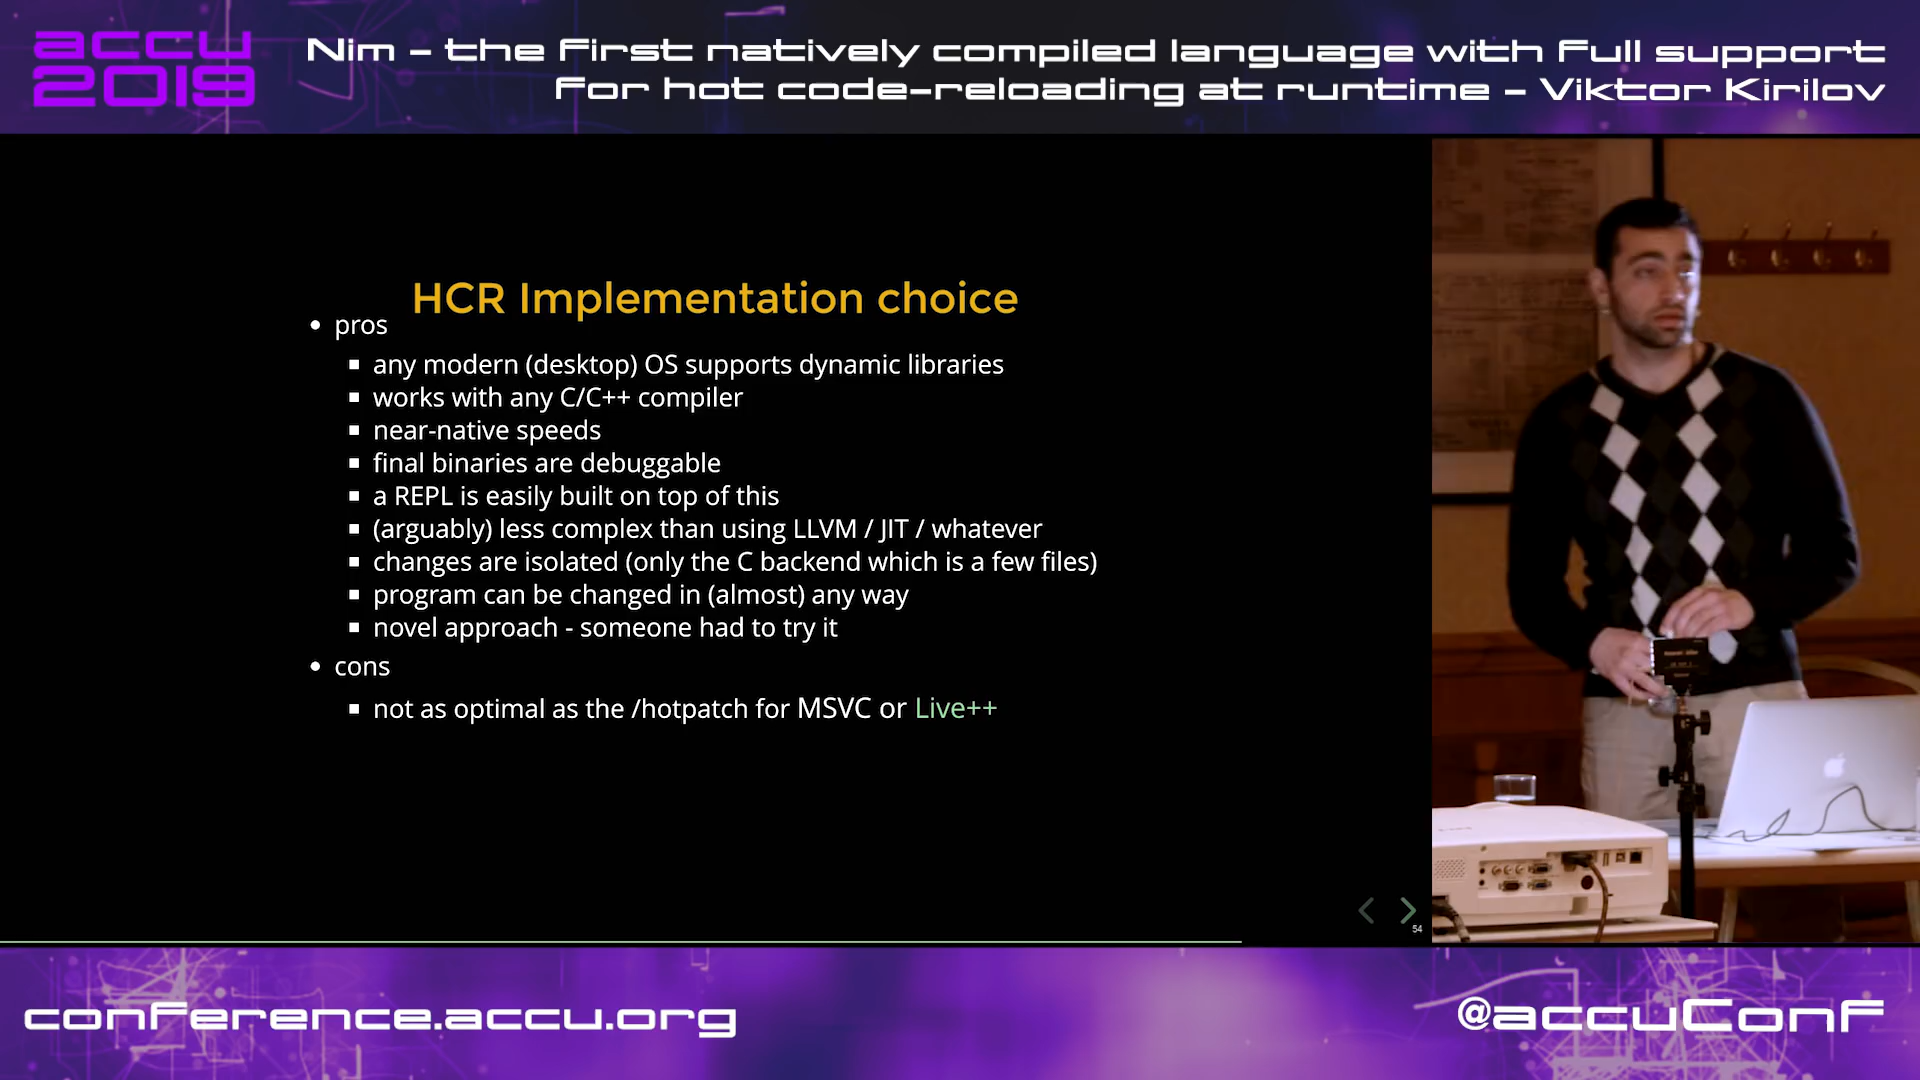 accu
2019
Nim – the first natively compiled language with full support
for hot code-reloading at runtime – Viktor Kirilov
HCR Implementation choice
pros
any modern (desktop) OS supports dynamic libraries
works with any C/C++ compiler
near-native speeds
final binaries are debuggable
a REPL is easily built on top of this
(arguably) less complex than using LLVM / JIT / whatever
changes are isolated (only the C backend which is a few files)
program can be changed in (almost) any way
novel approach - someone had to try it
cons
not as optimal as the /hotpatch for MSVC or Live++
54
conference.accu.org
@accuConf